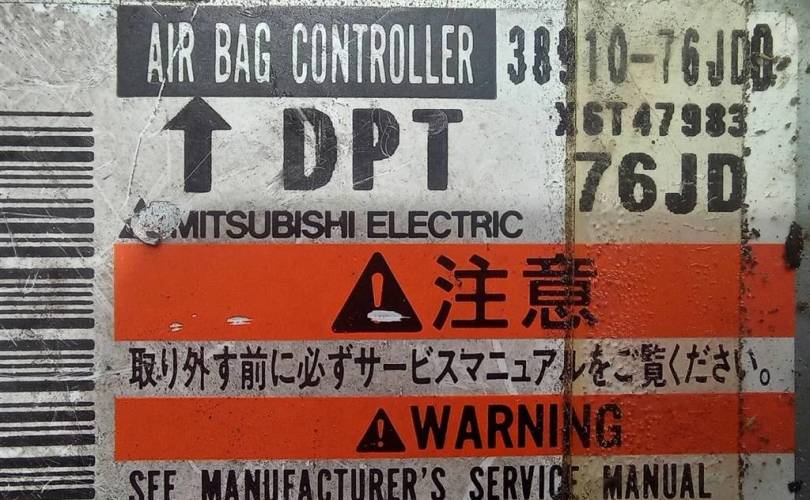 AIR BAG CONTROLLER 38910-76JD0
X6T47983
DPT
76JD
MITSUBISHI ELECTRIC
注意
取り外す前に必ずサービスマニュアルをご覧ください。
WARNING
SEE MANUFACTURER'S SERVICE MANUAL